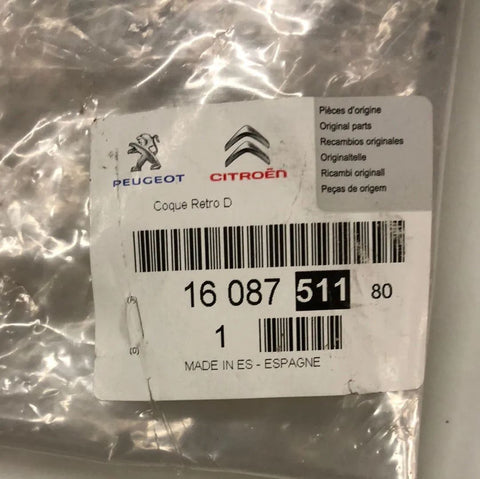 PEUGEOT
CITROËN
Pièces d'origine
Original parts
Recambios originales
Originalteile
Ricambi originali
Peças de origem
Coque Retro D
16 087 511 80
1
MADE IN ES - ESPAGNE